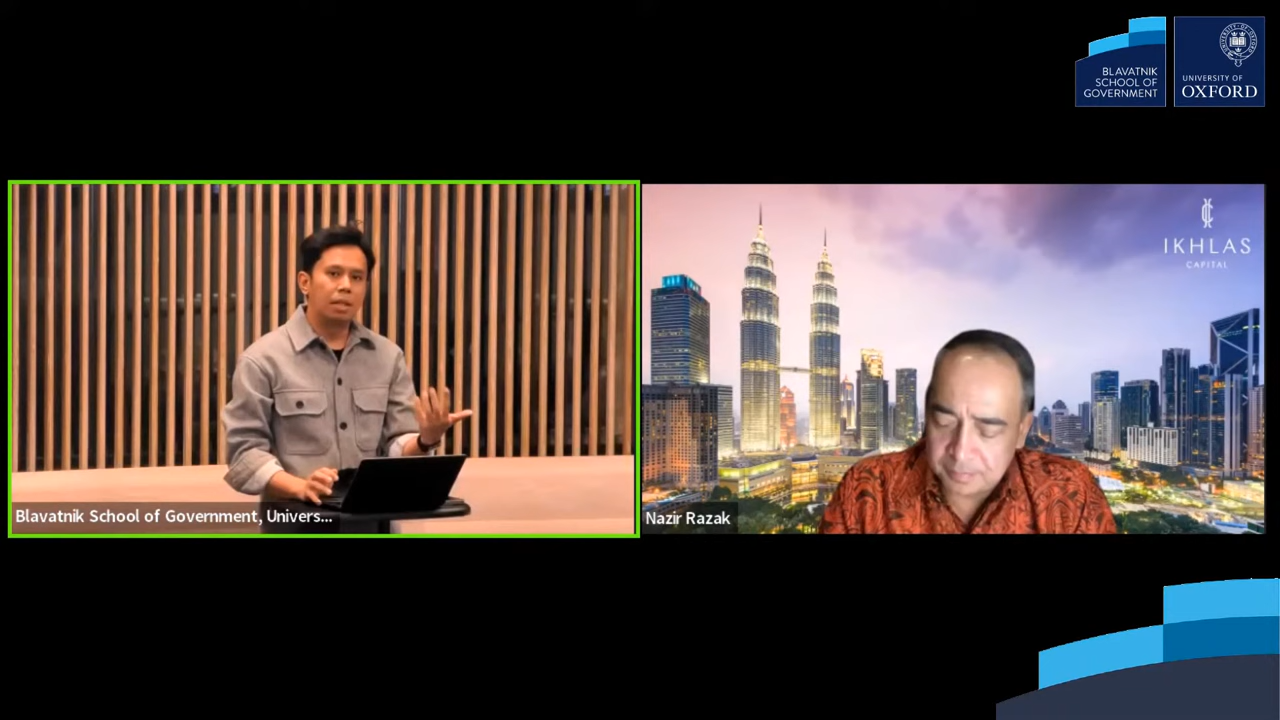 BLAVATNIK
SCHOOL OF
GOVERNMENT
UNIVERSITY OF
OXFORD
IKHLAS
CAPITAL
Blavatnik School of Government, Univers...
Nazir Razak